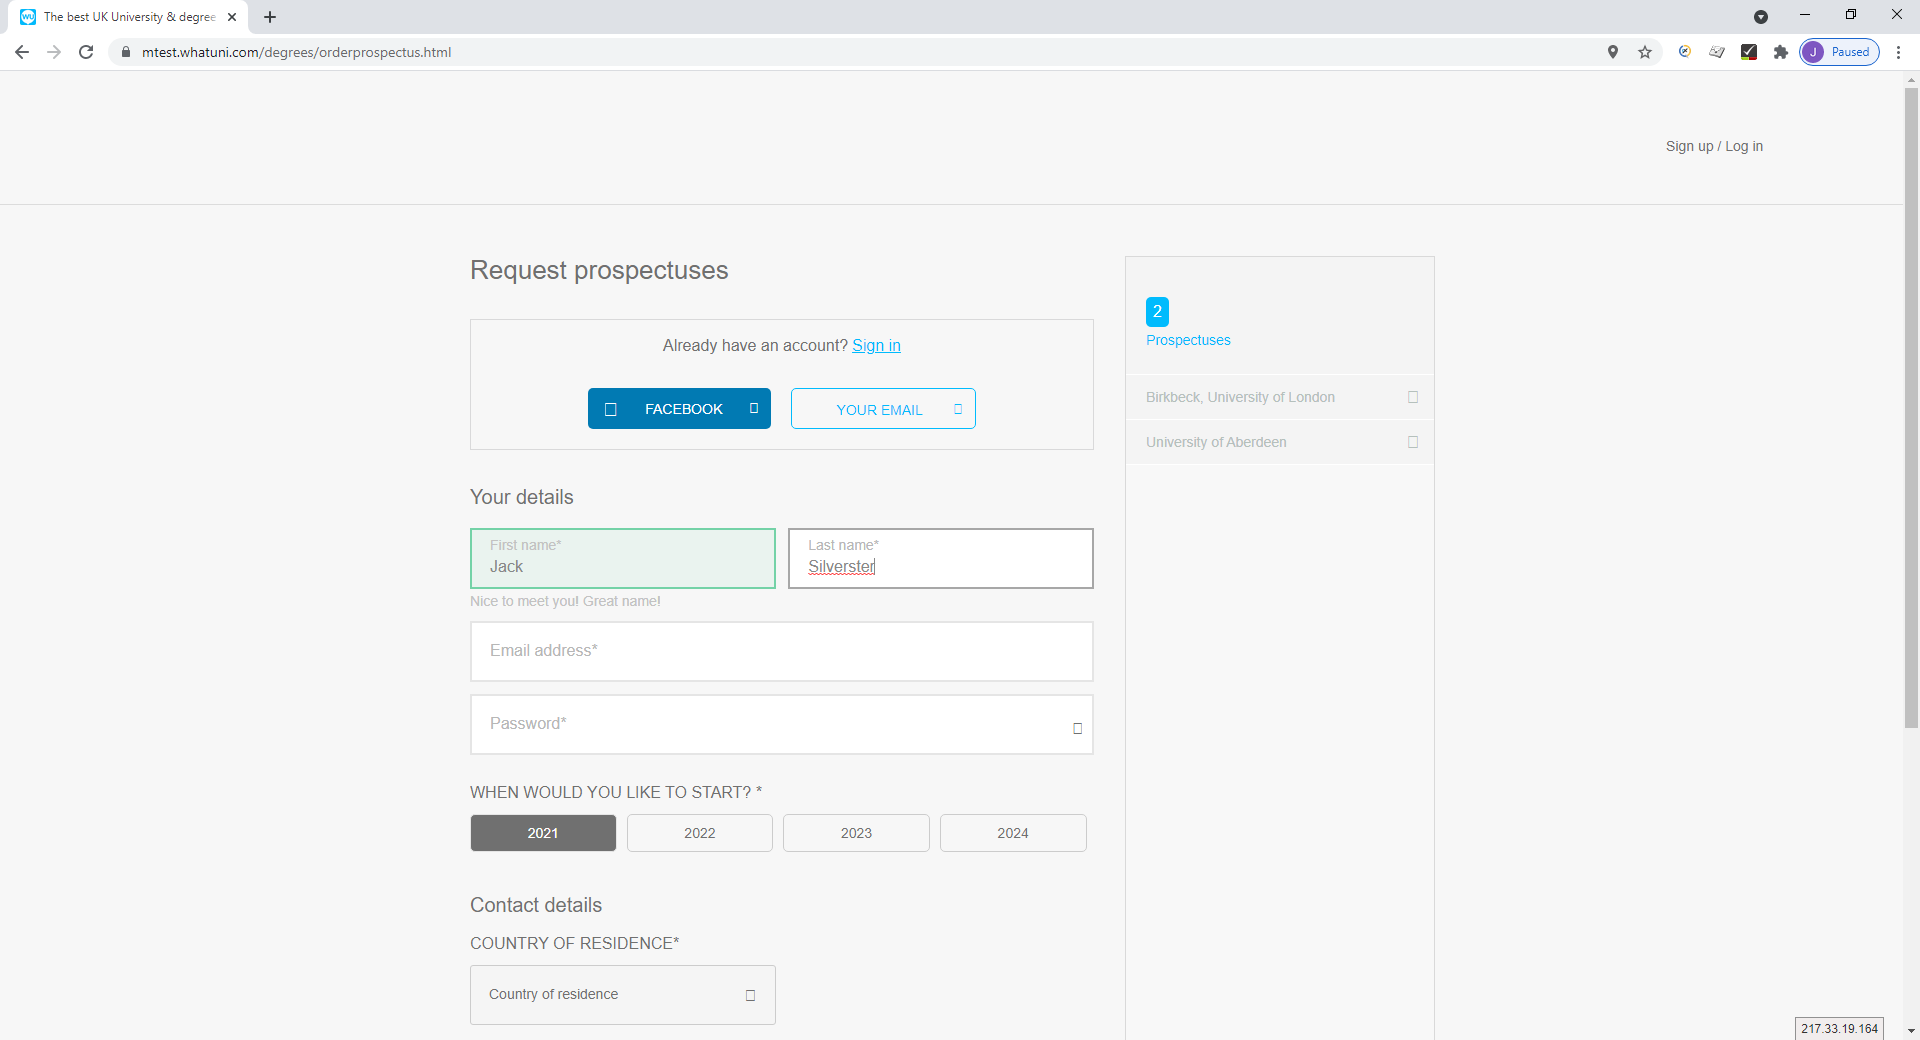 The best UK University & degree
mtest.whatuni.com/degrees/orderprospectus.html
J Paused
Sign up / Log in
Request prospectuses
Already have an account? Sign in
FACEBOOK
YOUR EMAIL
2
Prospectuses
Birkbeck, University of London
University of Aberdeen
Your details
First name*
Jack
Last name*
Silverster
Nice to meet you! Great name!
Email address*
Password*
WHEN WOULD YOU LIKE TO START? *
2021
2022
2023
2024
Contact details
COUNTRY OF RESIDENCE*
Country of residence
217.33.19.164